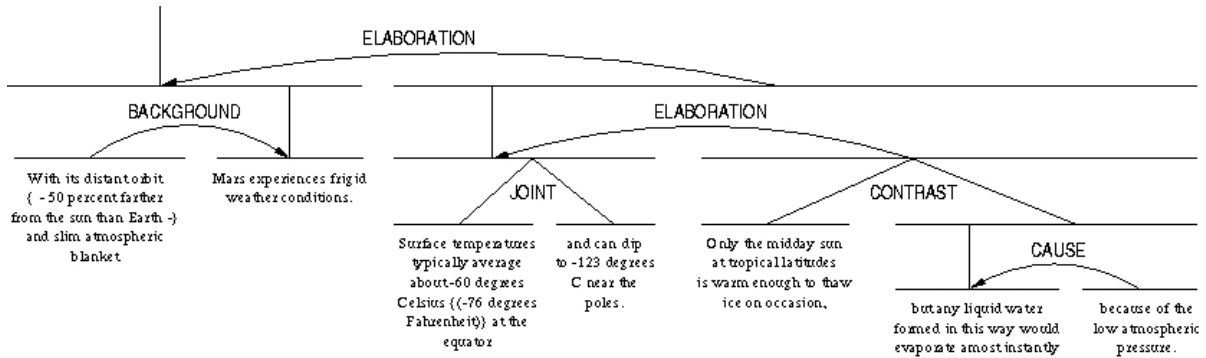 ELABORATION
BACKGROUND
ELABORATION
With its distant orbit
{ - 50 percent farther
from the sun than Earth -}
and slim atmospheric
blanket
Mars experiences frigid
weather conditions.
JOINT
CONTRAST
Surface temperatures
typically average
about -60 degrees
Celsius {(-76 degrees
Fahrenheit)} at the
equator
and can dip
to -123 degrees
C near the
poles.
Only the midday sun
at tropical latitudes
is warm enough to thaw
ice on occasion,
CAUSE
but any liquid water
formed in this way would
evaporate amost instantly
because of the
low atmospheric
pressure.